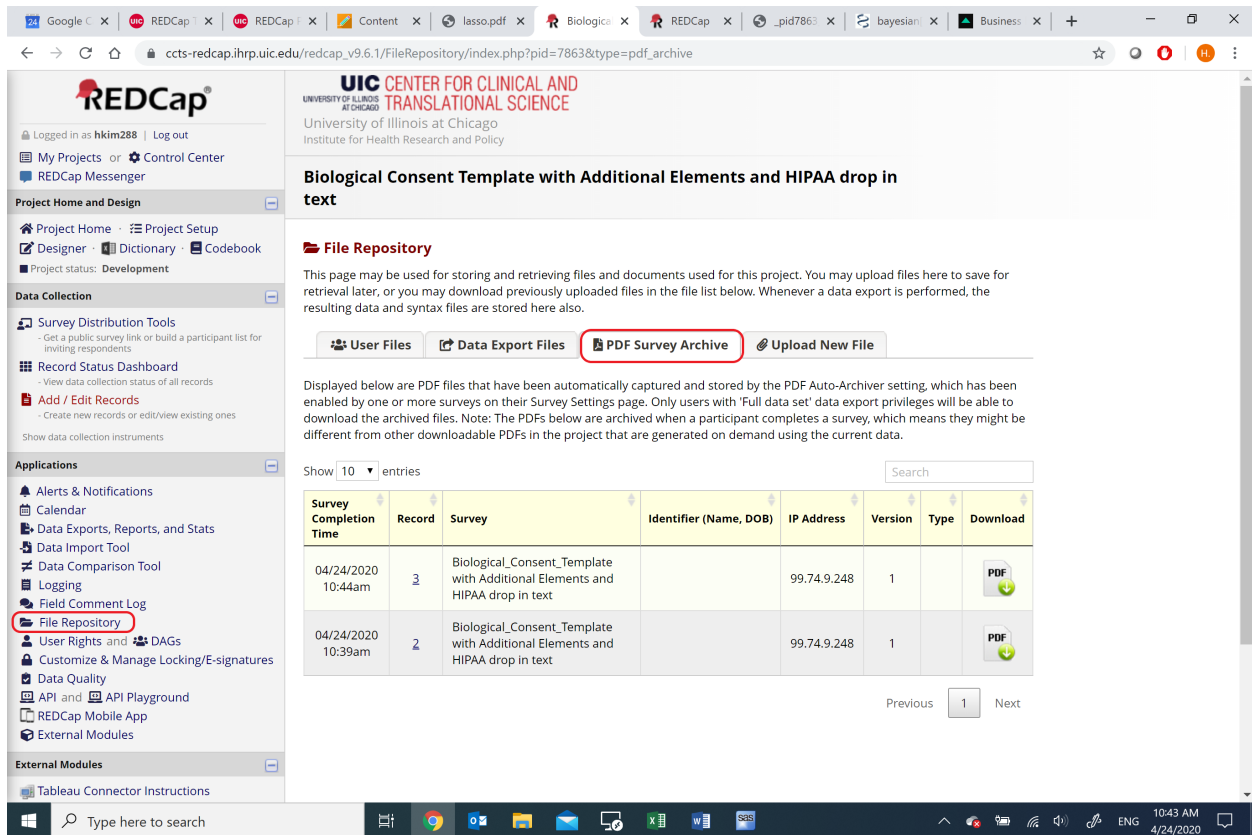 24 Google C
UIC REDCap T
UIC REDCap F
Content
lasso.pdf
Biologica
REDCap
_pid7863
bayesian
Business
ccts-redcap.ihrp.uic.edu/redcap_v9.6.1/FileRepository/index.php?pid=7863&type=pdf_archive
H.
REDCap®
Logged in as hkim288 | Log out
My Projects or Control Center
REDCap Messenger
Project Home and Design
Project Home · Project Setup
Designer · Dictionary · Codebook
Project status: Development
Data Collection
Survey Distribution Tools
- Get a public survey link or build a participant list for
inviting respondents
Record Status Dashboard
- View data collection status of all records
Add / Edit Records
- Create new records or edit/view existing ones
Show data collection instruments
Applications
Alerts & Notifications
Calendar
Data Exports, Reports, and Stats
Data Import Tool
Data Comparison Tool
Logging
Field Comment Log
File Repository
User Rights and DAGs
Customize & Manage Locking/E-signatures
Data Quality
API and API Playground
REDCap Mobile App
External Modules
External Modules
Tableau Connector Instructions
UIC CENTER FOR CLINICAL AND
UNIVERSITY OF ILLINOIS
AT CHICAGO TRANSLATIONAL SCIENCE
University of Illinois at Chicago
Institute for Health Research and Policy
Biological Consent Template with Additional Elements and HIPAA drop in
text
File Repository
This page may be used for storing and retrieving files and documents used for this project. You may upload files here to save for
retrieval later, or you may download previously uploaded files in the file list below. Whenever a data export is performed, the
resulting data and syntax files are stored here also.
User Files
Data Export Files
PDF Survey Archive
Upload New File
Displayed below are PDF files that have been automatically captured and stored by the PDF Auto-Archiver setting, which has been
enabled by one or more surveys on their Survey Settings page. Only users with 'Full data set' data export privileges will be able to
download the archived files. Note: The PDFs below are archived when a participant completes a survey, which means they might be
different from other downloadable PDFs in the project that are generated on demand using the current data.
Show 10 entries
Search
Survey
Completion
Time
Record
Survey
Identifier (Name, DOB)
IP Address
Version
Type
Download
04/24/2020
10:44am
3
Biological_Consent_Template
with Additional Elements and
HIPAA drop in text
99.74.9.248
1
PDF
04/24/2020
10:39am
2
Biological_Consent_Template
with Additional Elements and
HIPAA drop in text
99.74.9.248
1
PDF
Previous 1 Next
Type here to search
SAS
ENG
10:43 AM
4/24/2020